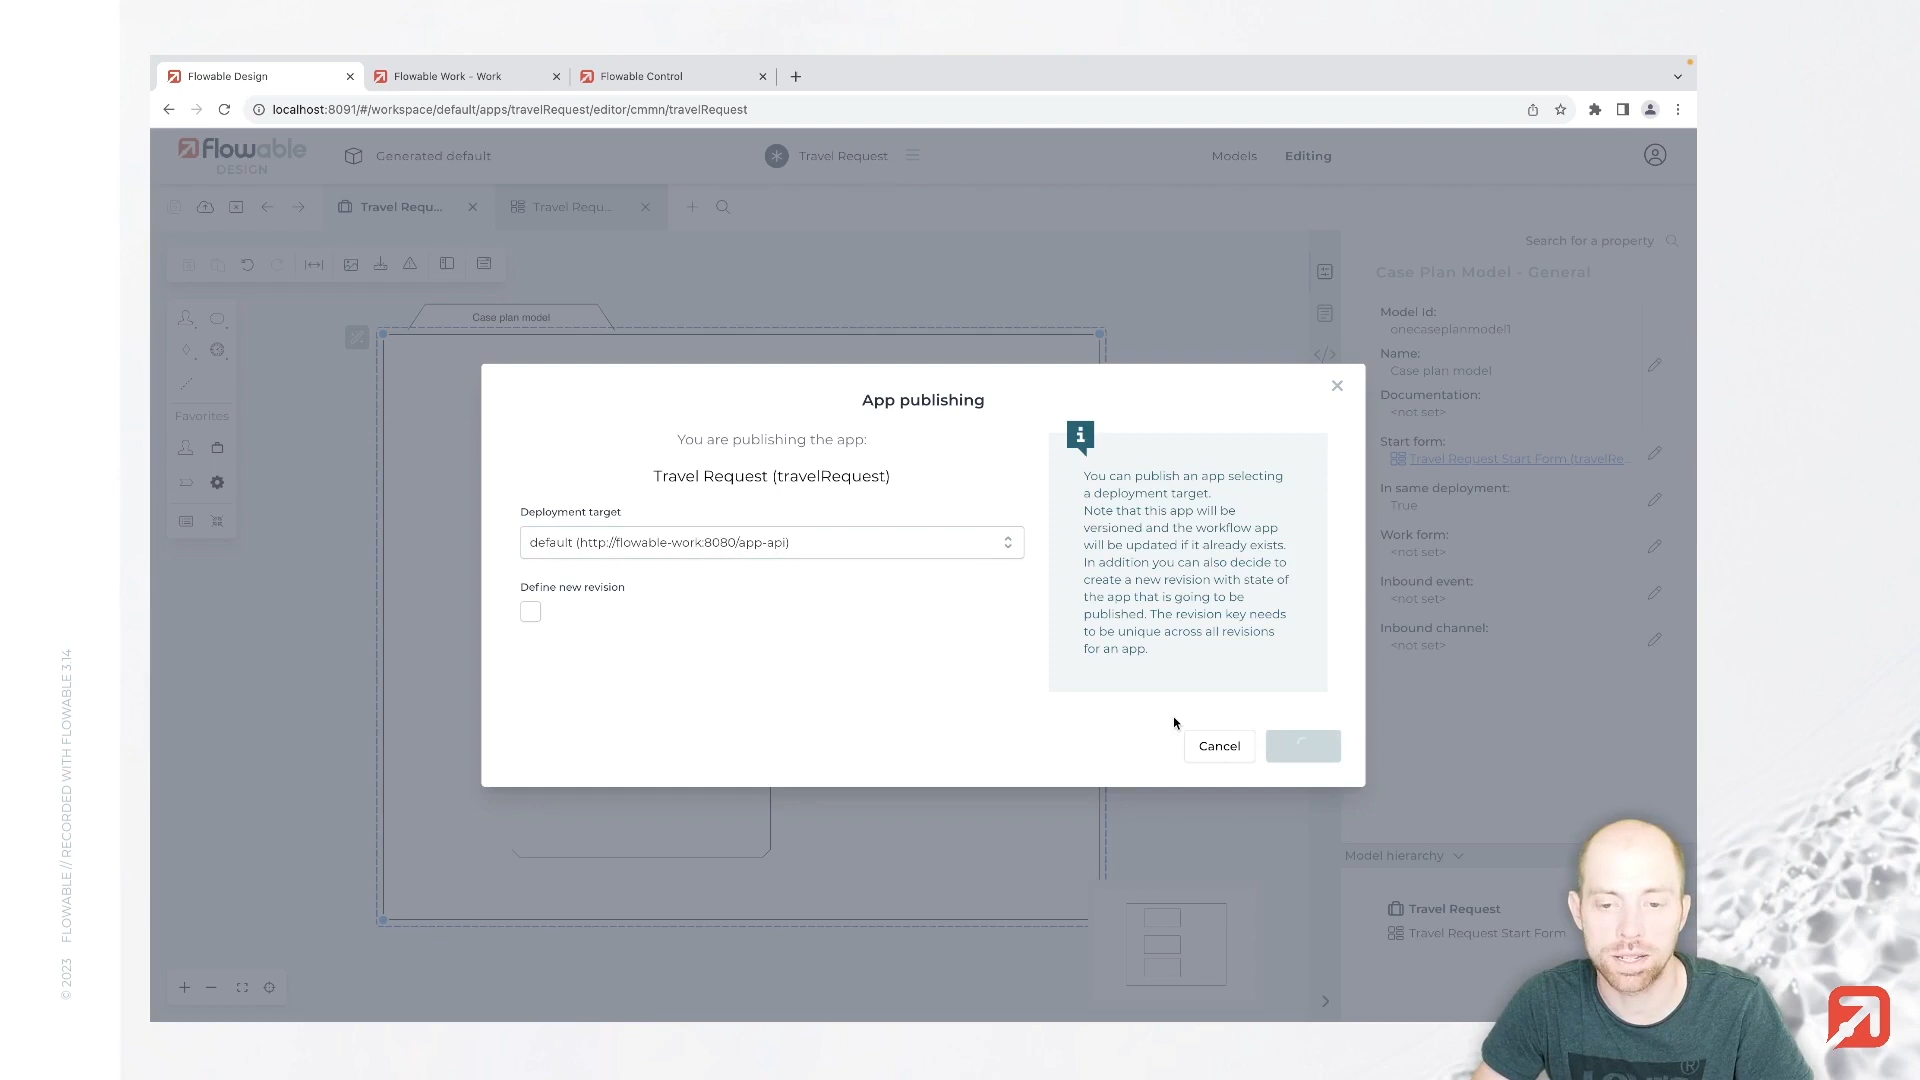 Flowable Design
Flowable Work - Work
Flowable Control
localhost:8091/#/workspace/default/apps/travelRequest/editor/cmmn/travelRequest
flowable
DESIGN
Generated default
Travel Request
Models
Editing
Travel Requ...
Travel Requ...
Search for a property
Case Plan Model - General
Case plan model
Model Id:
onecaseplanmodel1
Name:
Case plan model
Documentation:
<not set>
Favorites
Start form:
Travel Request Start Form (travelRe...
In same deployment:
True
Work form:
<not set>
Inbound event:
<not set>
Inbound channel:
<not set>
App publishing
You are publishing the app:
Travel Request (travelRequest)
Deployment target
default (http://flowable-work:8080/app-api)
Define new revision
i
You can publish an app selecting
a deployment target.
Note that this app will be
versioned and the workflow app
will be updated if it already exists.
In addition you can also decide to
create a new revision with state of
the app that is going to be
published. The revision key needs
to be unique across all revisions
for an app.
Cancel
Model hierarchy
Travel Request
Travel Request Start Form
© 2023 FLOWABLE // RECORDED WITH FLOWABLE 3.14